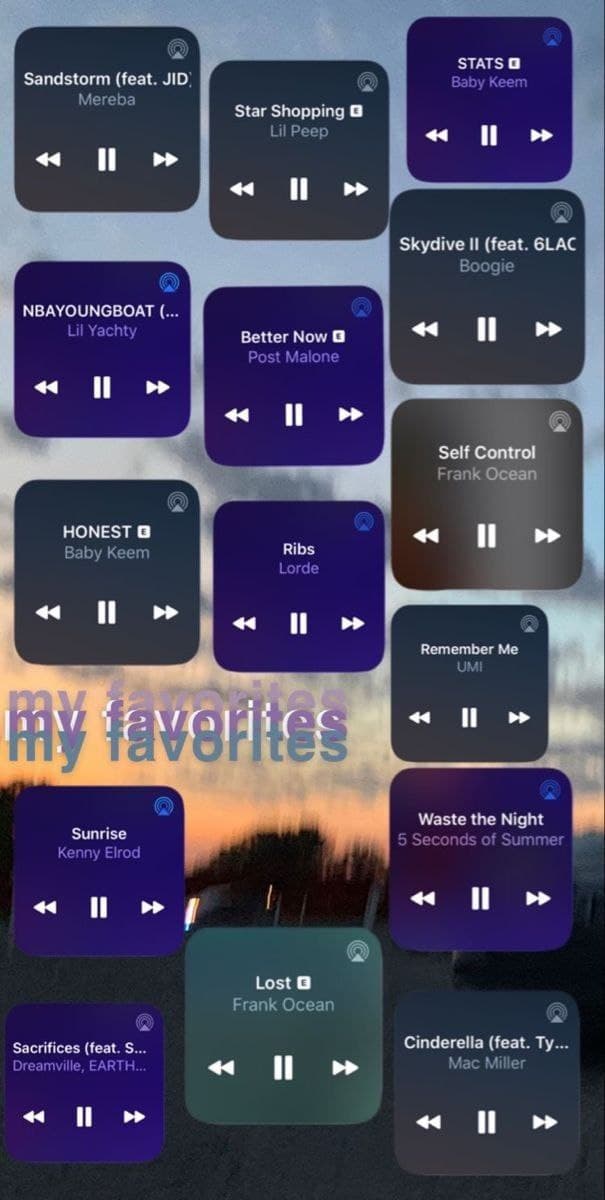 Sandstorm (feat. JID)
Mereba
Star Shopping E
Lil Peep
STATS E
Baby Keem
Skydive II (feat. 6LAC
Boogie
NBAYOUNGBOAT (...
Lil Yachty
Better Now E
Post Malone
Self Control
Frank Ocean
HONEST E
Baby Keem
Ribs
Lorde
Remember Me
UMI
my favorites
my favorites
my favorites
Waste the Night
5 Seconds of Summer
Sunrise
Kenny Elrod
Lost E
Frank Ocean
Sacrifices (feat. S...
Dreamville, EARTH...
Cinderella (feat. Ty...
Mac Miller